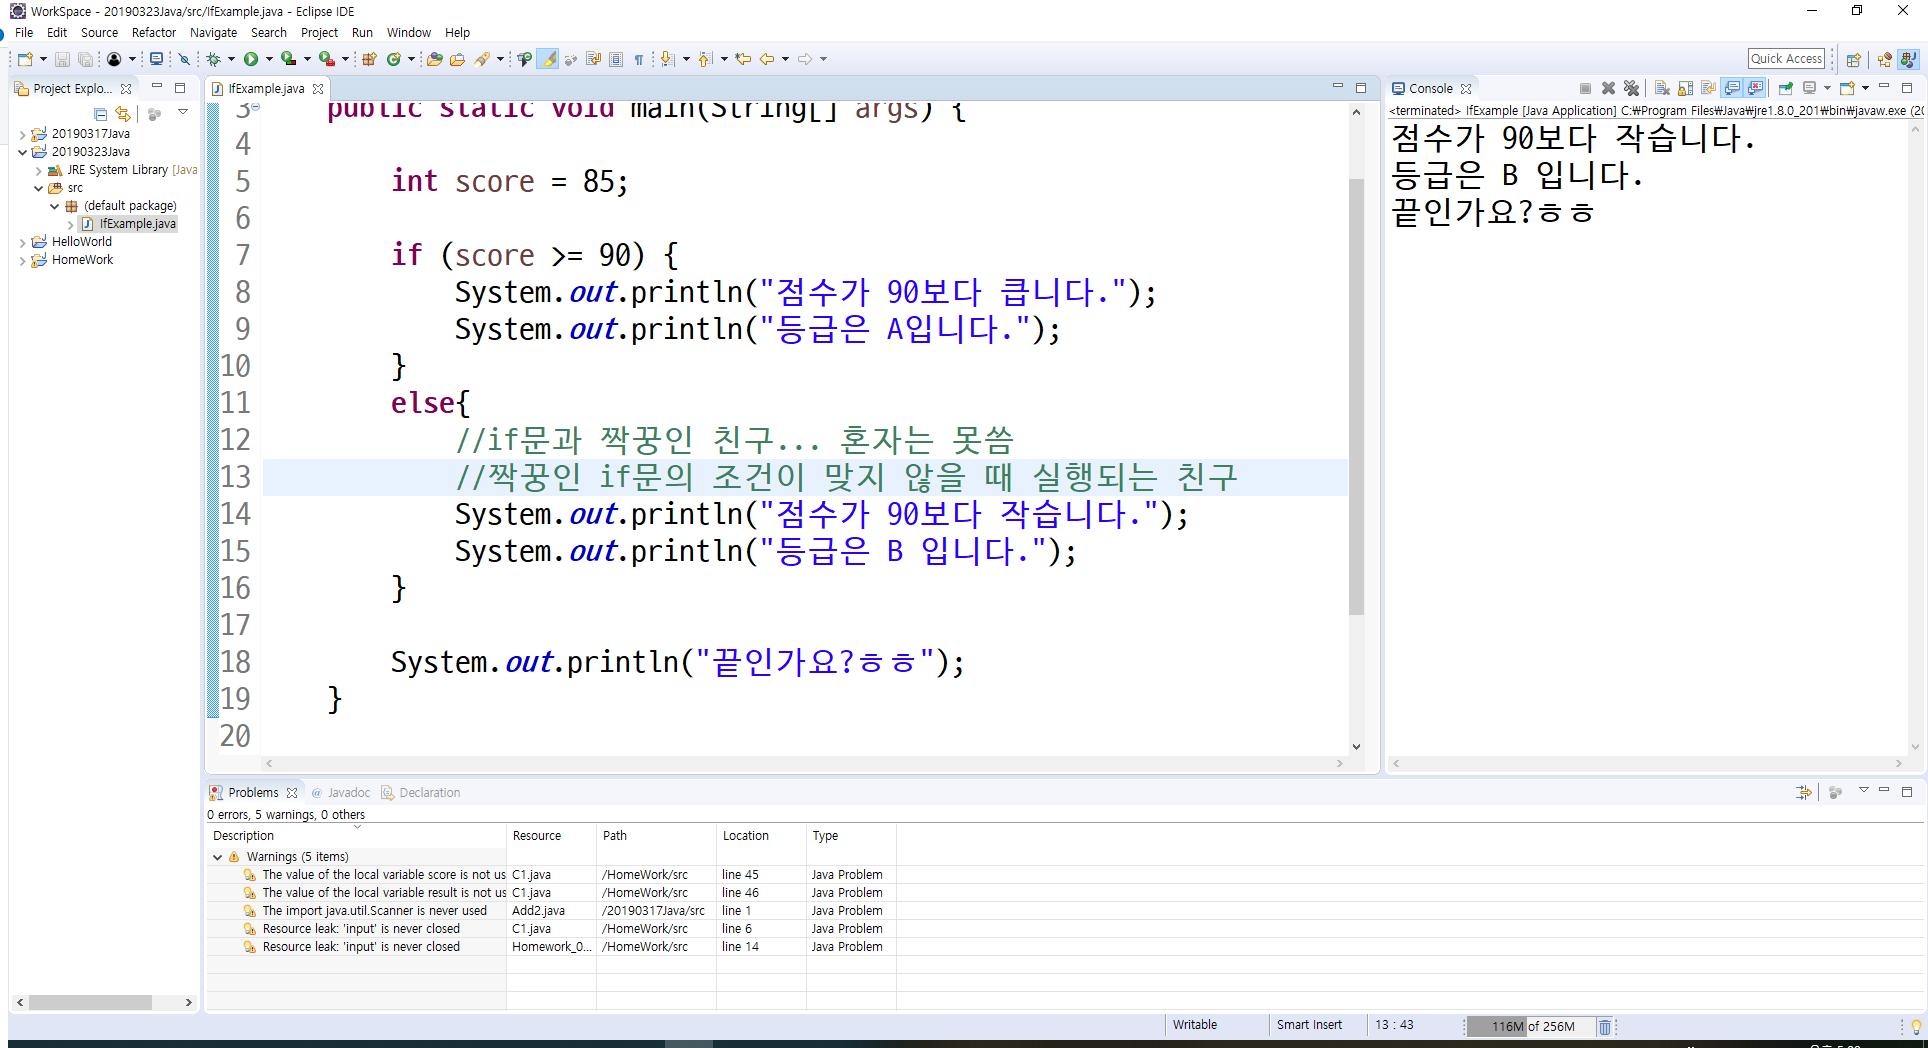 WorkSpace - 20190323Java/src/IfExample.java - Eclipse IDE
File Edit Source Refactor Navigate Search Project Run Window Help
Quick Access
Project Explo...
20190317Java
20190323Java
JRE System Library [Java
src
(default package)
IfExample.java
HelloWorld
HomeWork
IfExample.java
3 public static void main(String[] args) {
4
5 int score = 85;
6
7 if (score >= 90) {
8 System.out.println("점수가 90보다 큽니다.");
9 System.out.println("등급은 A입니다.");
10 }
11 else{
12 //if문과 짝꿍인 친구... 혼자는 못씀
13 //짝꿍인 if문의 조건이 맞지 않을 때 실행되는 친구
14 System.out.println("점수가 90보다 작습니다.");
15 System.out.println("등급은 B 입니다.");
16 }
17
18 System.out.println("끝인가요?ㅎㅎ");
19 }
20
Console
<terminated> IfExample [Java Application] C:₩Program Files₩Java₩jre1.8.0_201₩bin₩javaw.exe (20
점수가 90보다 작습니다.
등급은 B 입니다.
끝인가요?ㅎㅎ
Problems @ Javadoc Declaration
0 errors, 5 warnings, 0 others
Description Resource Path Location Type
Warnings (5 items)
The value of the local variable score is not us C1.java /HomeWork/src line 45 Java Problem
The value of the local variable result is not us C1.java /HomeWork/src line 46 Java Problem
The import java.util.Scanner is never used Add2.java /20190317Java/src line 1 Java Problem
Resource leak: 'input' is never closed C1.java /HomeWork/src line 6 Java Problem
Resource leak: 'input' is never closed Homework_0... /HomeWork/src line 14 Java Problem
Writable Smart Insert 13 : 43 116M of 256M